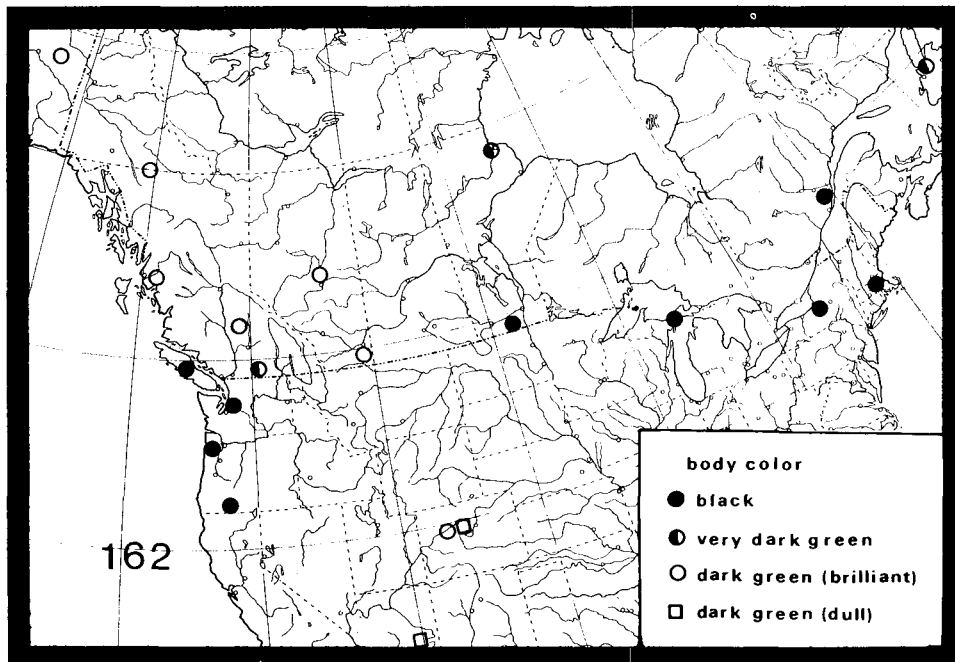 162
body color
black
very dark green
dark green (brilliant)
dark green (dull)